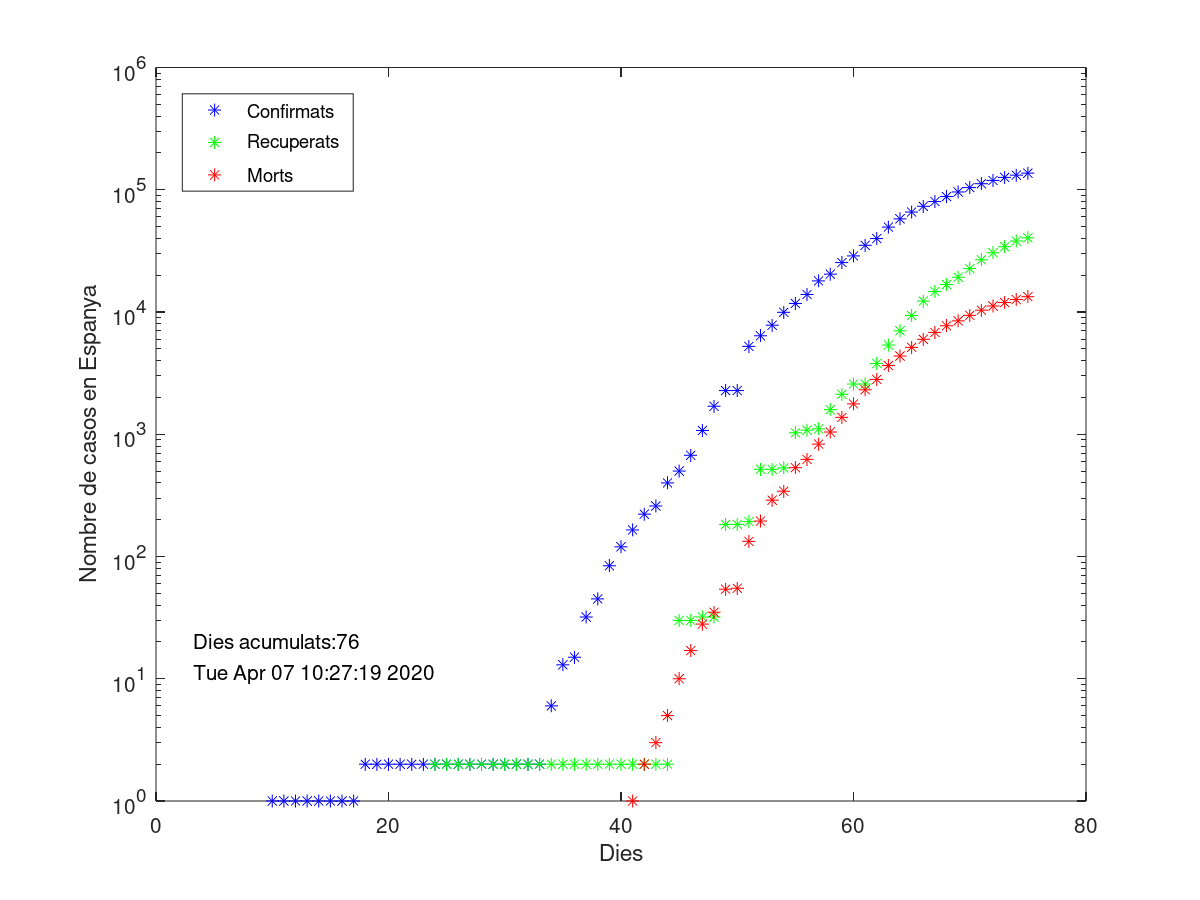 10^6
10^5
10^4
10^3
10^2
10^1
10^0
Confirmats
Recuperats
Morts
Nombre de casos en Espanya
Dies acumulats:76
Tue Apr 07 10:27:19 2020
0 20 40 60 80
Dies